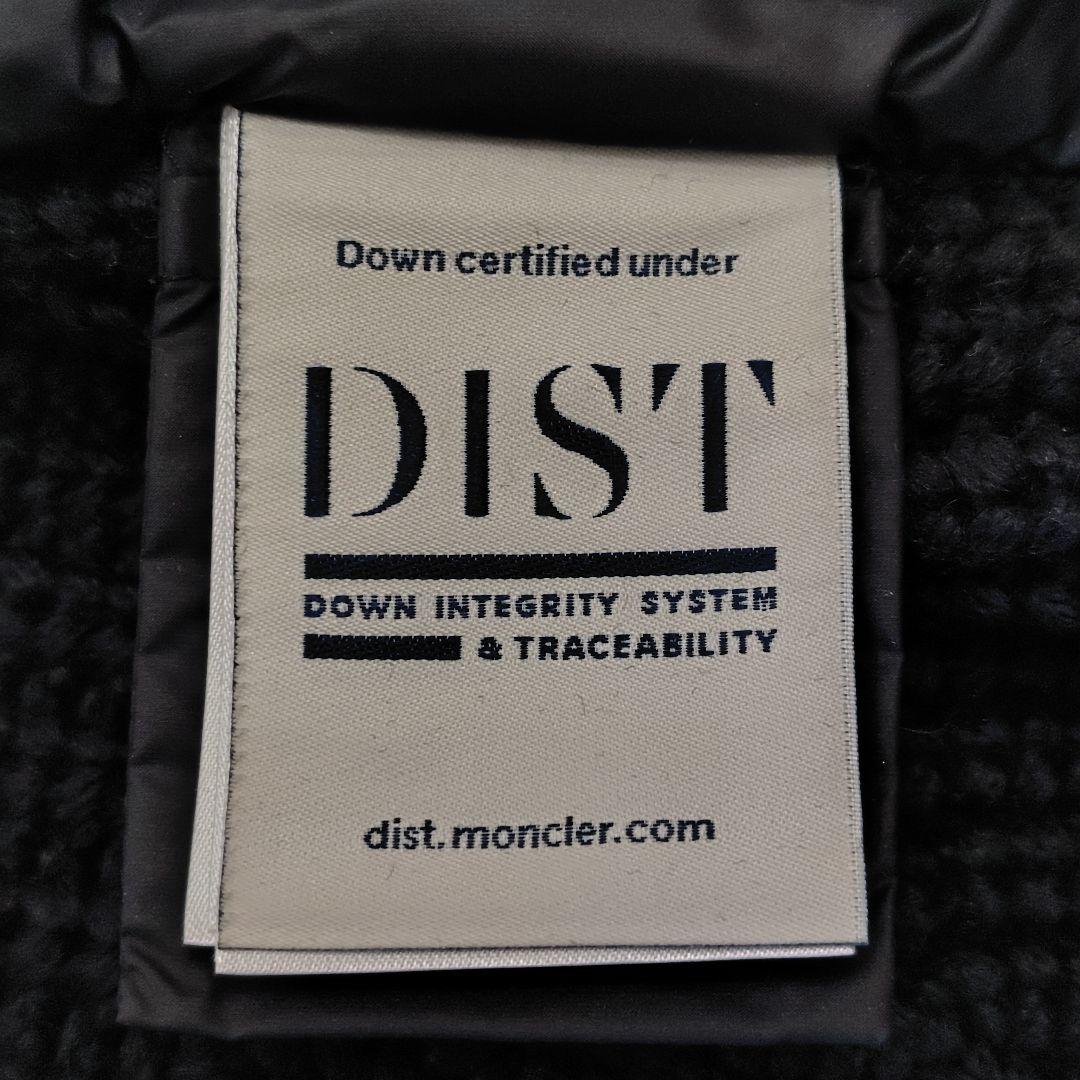 Down certified under
DIST
DOWN INTEGRITY SYSTEM
& TRACEABILITY
dist.moncler.com